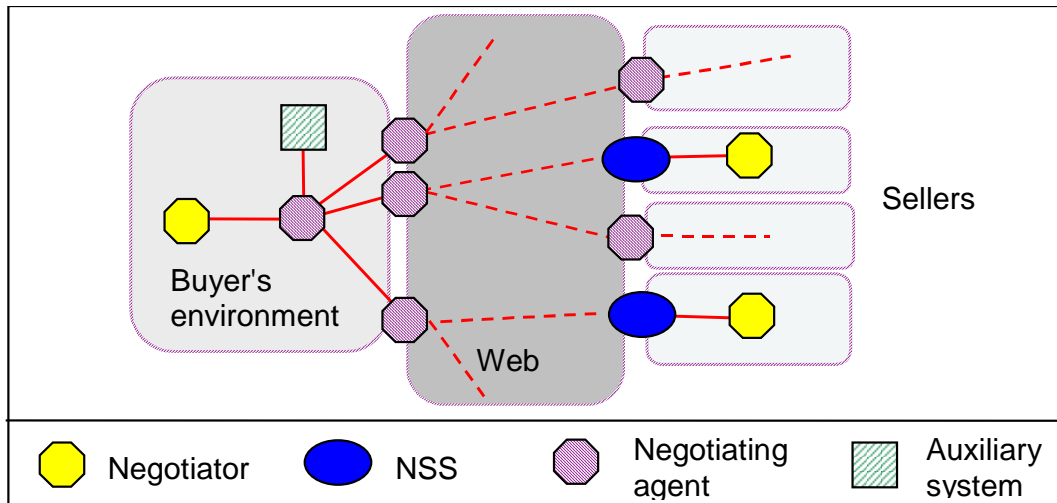 Sellers
Buyer's
environment
Web
Negotiator
NSS
Negotiating
agent
Auxiliary
system